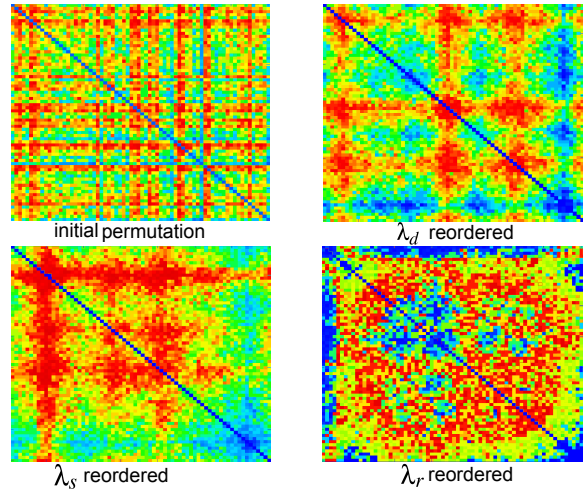 initial permutation
λd reordered
λs reordered
λr reordered